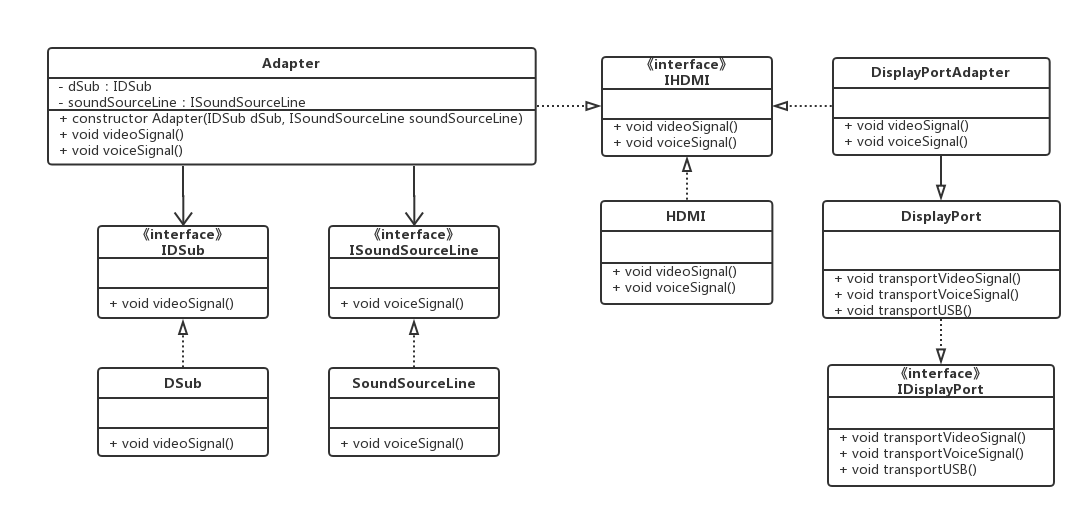 Adapter
- dSub : IDSub
- soundSourceLine : ISoundSourceLine
+ constructor Adapter(IDSub dSub, ISoundSourceLine soundSourceLine)
+ void videoSignal()
+ void voiceSignal()
《interface》
IHDMI
+ void videoSignal()
+ void voiceSignal()
DisplayPortAdapter
+ void videoSignal()
+ void voiceSignal()
《interface》
IDSub
+ void videoSignal()
《interface》
ISoundSourceLine
+ void voiceSignal()
HDMI
+ void videoSignal()
+ void voiceSignal()
DisplayPort
+ void transportVideoSignal()
+ void transportVoiceSignal()
+ void transportUSB()
DSub
+ void videoSignal()
SoundSourceLine
+ void voiceSignal()
《interface》
IDisplayPort
+ void transportVideoSignal()
+ void transportVoiceSignal()
+ void transportUSB()